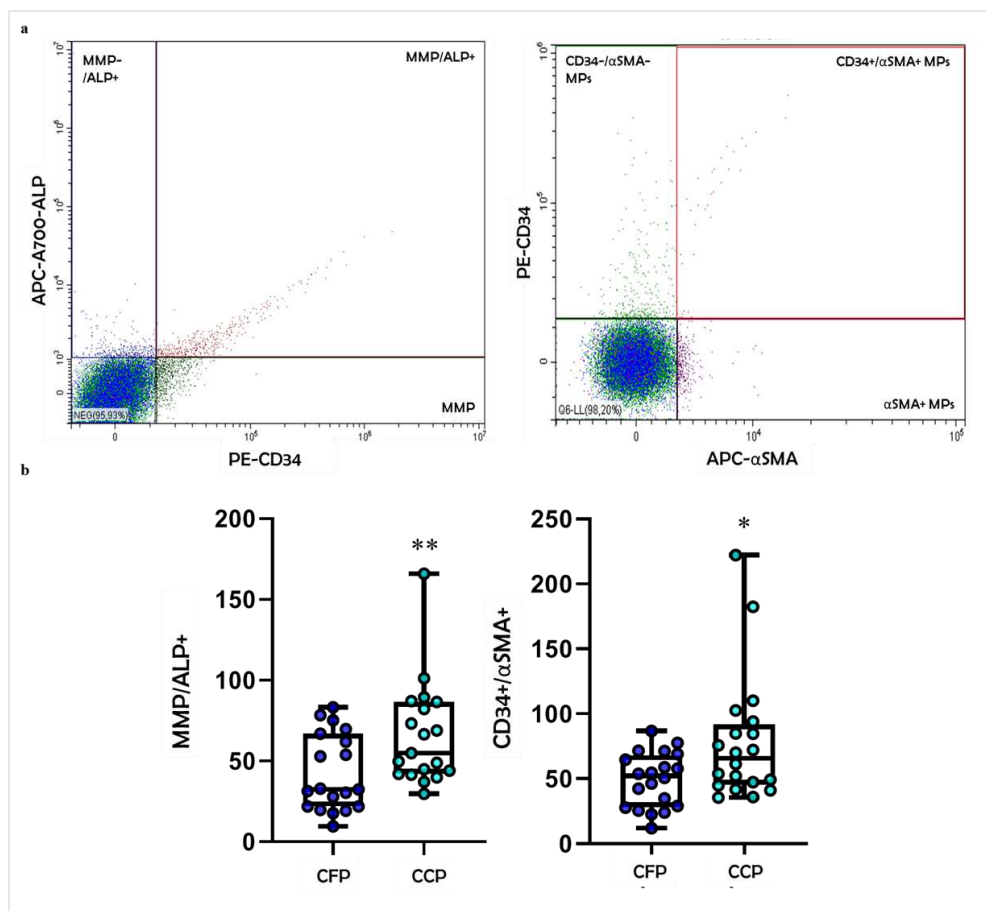 a
MMP-
/ALP+
MMP/ALP+
APC-A700-ALP
10^7
10^6
10^5
10^4
10^3
0
NEG(95,93%)
MMP
0
10^5
10^6
10^7
PE-CD34
CD34-/αSMA-
MPs
CD34+/αSMA+ MPs
PE-CD34
10^6
10^5
0
Q6-LL(98,20%)
αSMA+ MPs
0
10^4
10^5
APC-αSMA
b
MMP/ALP+
200
150
100
50
0
**
CFP
CCP
CD34+/αSMA+
250
200
150
100
50
0
*
CFP
CCP